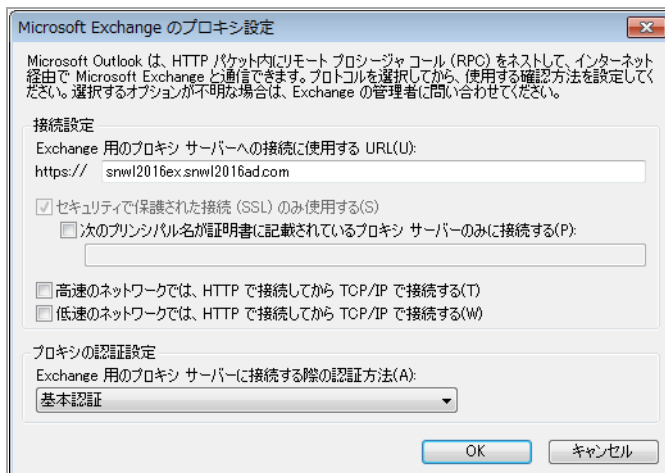 Microsoft Exchange のプロキシ設定
Microsoft Outlook は、HTTP パケット内にリモート プロシージャ コール (RPC) をネストして、インターネット
経由で Microsoft Exchange と通信できます。プロトコルを選択してから、使用する確認方法を設定してく
ださい。選択するオプションが不明な場合は、Exchange の管理者に問い合わせてください。
接続設定
Exchange 用のプロキシ サーバーへの接続に使用する URL(U):
https:// snwl2016ex.snwl2016ad.com
セキュリティで保護された接続 (SSL) のみ使用する(S)
次のプリンシパル名が証明書に記載されているプロキシ サーバーのみに接続する(P):
高速のネットワークでは、HTTP で接続してから TCP/IP で接続する(T)
低速のネットワークでは、HTTP で接続してから TCP/IP で接続する(W)
プロキシの認証設定
Exchange 用のプロキシ サーバーに接続する際の認証方法(A):
基本認証
OK キャンセル